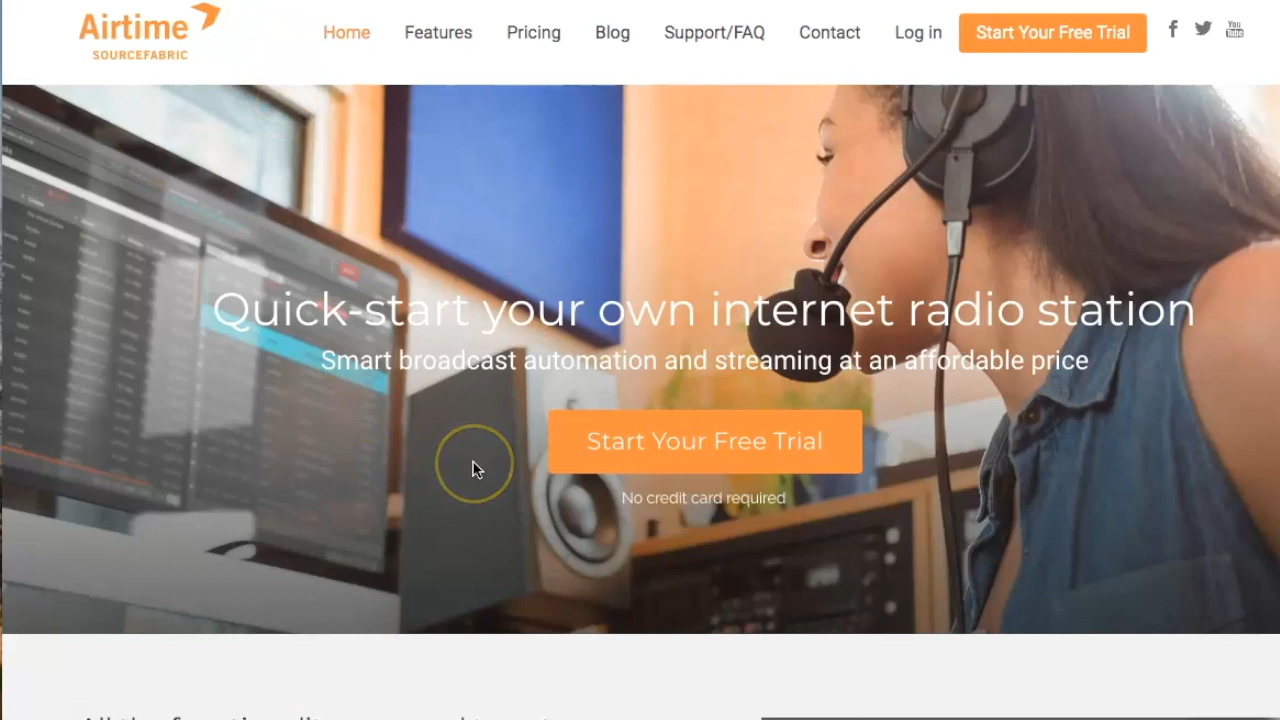 Airtime
SOURCEFABRIC
Home Features Pricing Blog Support/FAQ Contact Log in Start Your Free Trial
You
Tube
Quick-start your own internet radio station
Smart broadcast automation and streaming at an affordable price
Start Your Free Trial
No credit card required